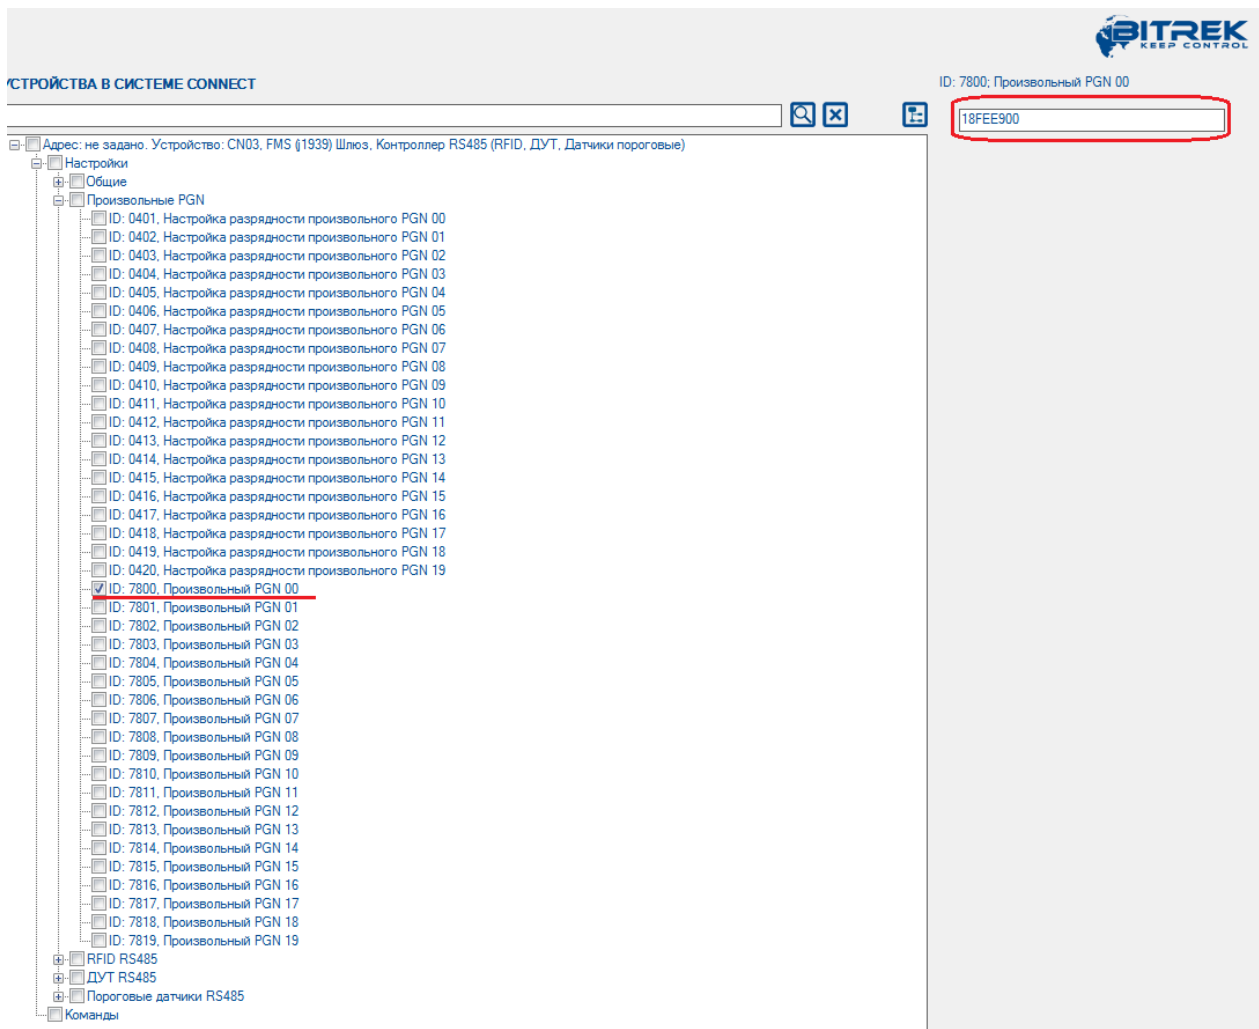 BITREK
KEEP CONTROL
УСТРОЙСТВА В СИСТЕМЕ CONNECT
ID: 7800; Произвольный PGN 00
18FEE900
Адрес: не задано. Устройство: CN03, FMS (j1939) Шлюз, Контроллер RS485 (RFID, ДУТ, Датчики пороговые)
Настройки
Общие
Произвольные PGN
ID: 0401, Настройка разрядности произвольного PGN 00
ID: 0402, Настройка разрядности произвольного PGN 01
ID: 0403, Настройка разрядности произвольного PGN 02
ID: 0404, Настройка разрядности произвольного PGN 03
ID: 0405, Настройка разрядности произвольного PGN 04
ID: 0406, Настройка разрядности произвольного PGN 05
ID: 0407, Настройка разрядности произвольного PGN 06
ID: 0408, Настройка разрядности произвольного PGN 07
ID: 0409, Настройка разрядности произвольного PGN 08
ID: 0410, Настройка разрядности произвольного PGN 09
ID: 0411, Настройка разрядности произвольного PGN 10
ID: 0412, Настройка разрядности произвольного PGN 11
ID: 0413, Настройка разрядности произвольного PGN 12
ID: 0414, Настройка разрядности произвольного PGN 13
ID: 0415, Настройка разрядности произвольного PGN 14
ID: 0416, Настройка разрядности произвольного PGN 15
ID: 0417, Настройка разрядности произвольного PGN 16
ID: 0418, Настройка разрядности произвольного PGN 17
ID: 0419, Настройка разрядности произвольного PGN 18
ID: 0420, Настройка разрядности произвольного PGN 19
ID: 7800, Произвольный PGN 00
ID: 7801, Произвольный PGN 01
ID: 7802, Произвольный PGN 02
ID: 7803, Произвольный PGN 03
ID: 7804, Произвольный PGN 04
ID: 7805, Произвольный PGN 05
ID: 7806, Произвольный PGN 06
ID: 7807, Произвольный PGN 07
ID: 7808, Произвольный PGN 08
ID: 7809, Произвольный PGN 09
ID: 7810, Произвольный PGN 10
ID: 7811, Произвольный PGN 11
ID: 7812, Произвольный PGN 12
ID: 7813, Произвольный PGN 13
ID: 7814, Произвольный PGN 14
ID: 7815, Произвольный PGN 15
ID: 7816, Произвольный PGN 16
ID: 7817, Произвольный PGN 17
ID: 7818, Произвольный PGN 18
ID: 7819, Произвольный PGN 19
RFID RS485
ДУТ RS485
Пороговые датчики RS485
Команды